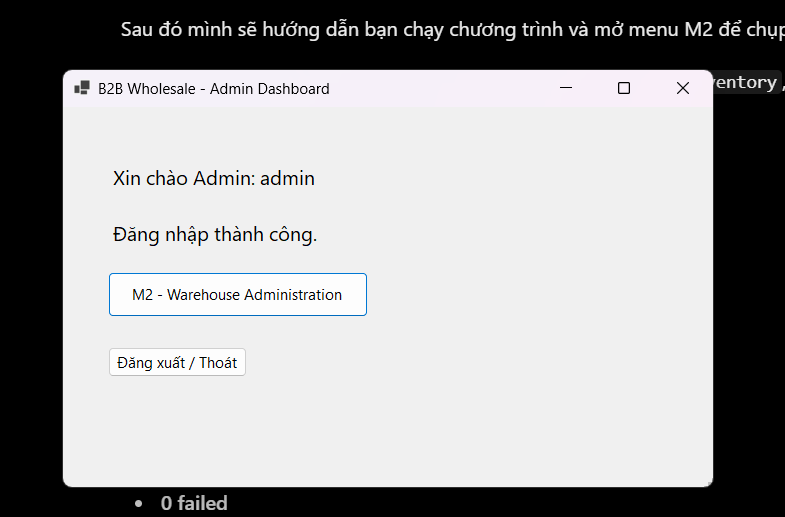 Sau đó mình sẽ hướng dẫn bạn chạy chương trình và mở menu M2 để chụp
B2B Wholesale - Admin Dashboard
ventory,
Xin chào Admin: admin
Đăng nhập thành công.
M2 - Warehouse Administration
Đăng xuất / Thoát
• 0 failed